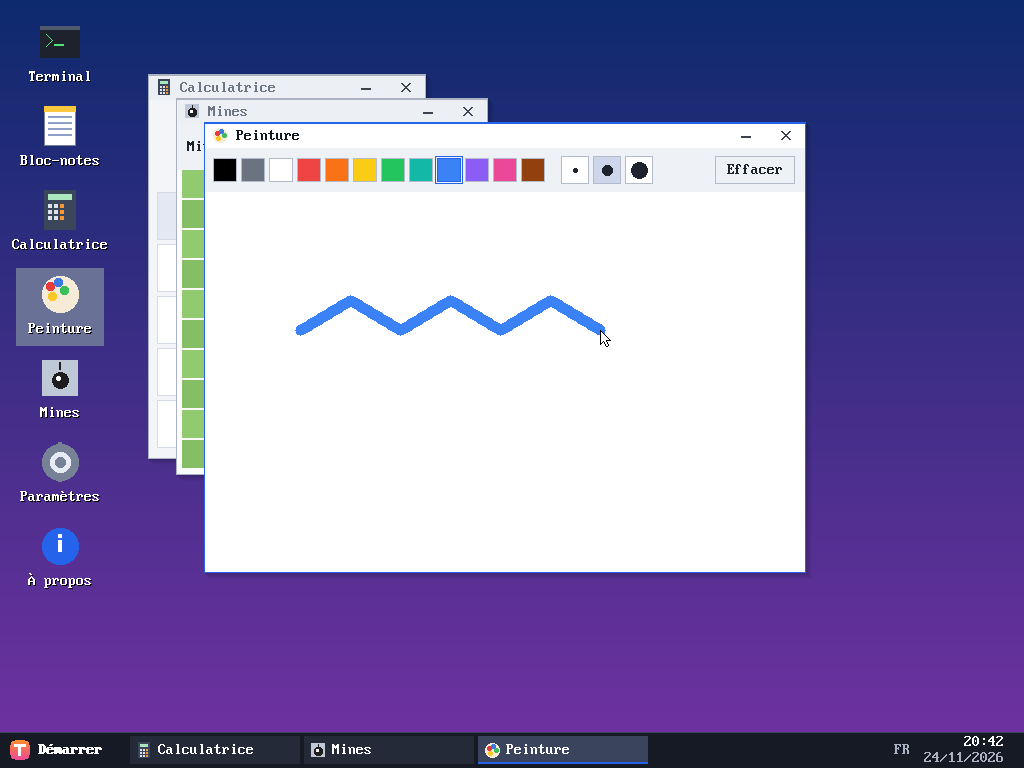 Terminal
Bloc-notes
Calculatrice
Peinture
Mines
Paramètres
À propos
Calculatrice
Mines
Peinture
Effacer
Démarrer
Calculatrice
Mines
Peinture
FR
20:42
24/11/2026